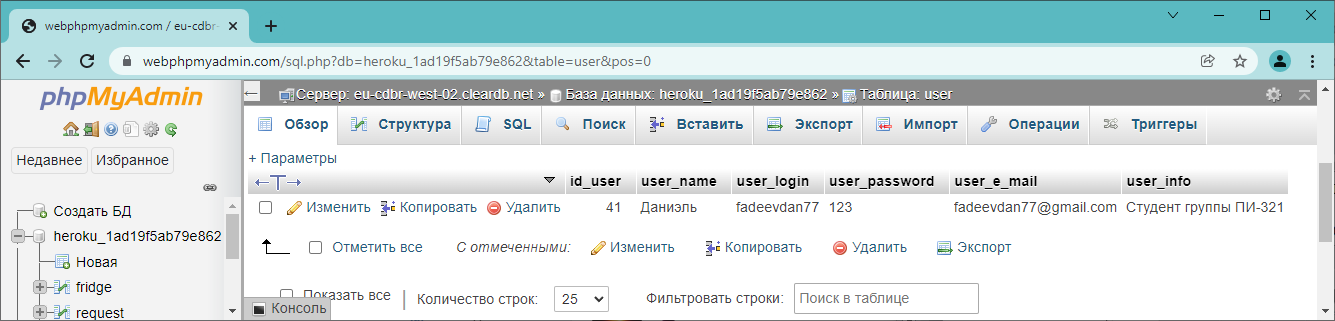 webphpmyadmin.com / eu-cdbr-
webphpmyadmin.com/sql.php?db=heroku_1ad19f5ab79e862&table=user&pos=0
phpMyAdmin
Недавнее Избранное
Создать БД
heroku_1ad19f5ab79e862
Новая
fridge
request
Сервер: eu-cdbr-west-02.cleardb.net » База данных: heroku_1ad19f5ab79e862 » Таблица: user
Обзор Структура SQL Поиск Вставить Экспорт Импорт Операции Триггеры
+ Параметры
id_user user_name user_login user_password user_e_mail user_info
Изменить Копировать Удалить 41 Даниэль fadeevdan77 123 fadeevdan77@gmail.com Студент группы ПИ-321
Отметить все С отмеченными: Изменить Копировать Удалить Экспорт
Показать все | Количество строк: 25 Фильтровать строки: Поиск в таблице
Консоль